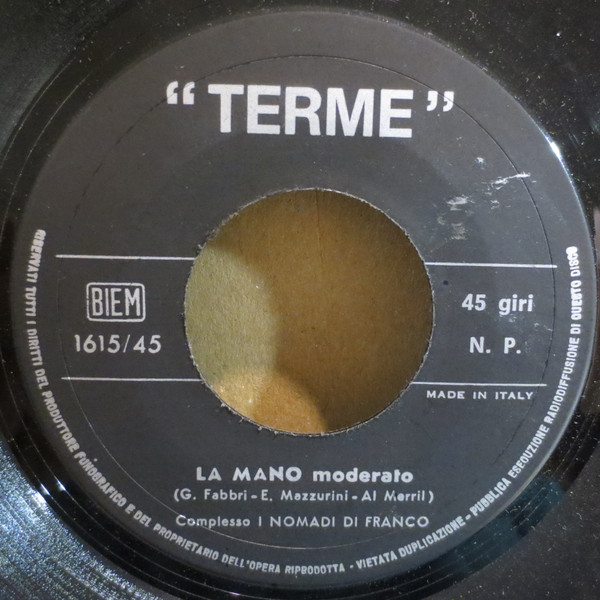 “TERME”
BIEM
1615/45
45 giri
N. P.
MADE IN ITALY
LA MANO moderato
(G. Fabbri - E. Mazzurini - Al Merril)
Complesso I NOMADI DI FRANCO
RISERVATI TUTTI I DIRITTI DEL PRODUTTORE FONOGRAFICO E DEL PROPRIETARIO DELL'OPERA RIPRODOTTA - VIETATA DUPLICAZIONE - PUBBLICA ESECUZIONE RADIODIFFUSIONE DI QUESTO DISCO